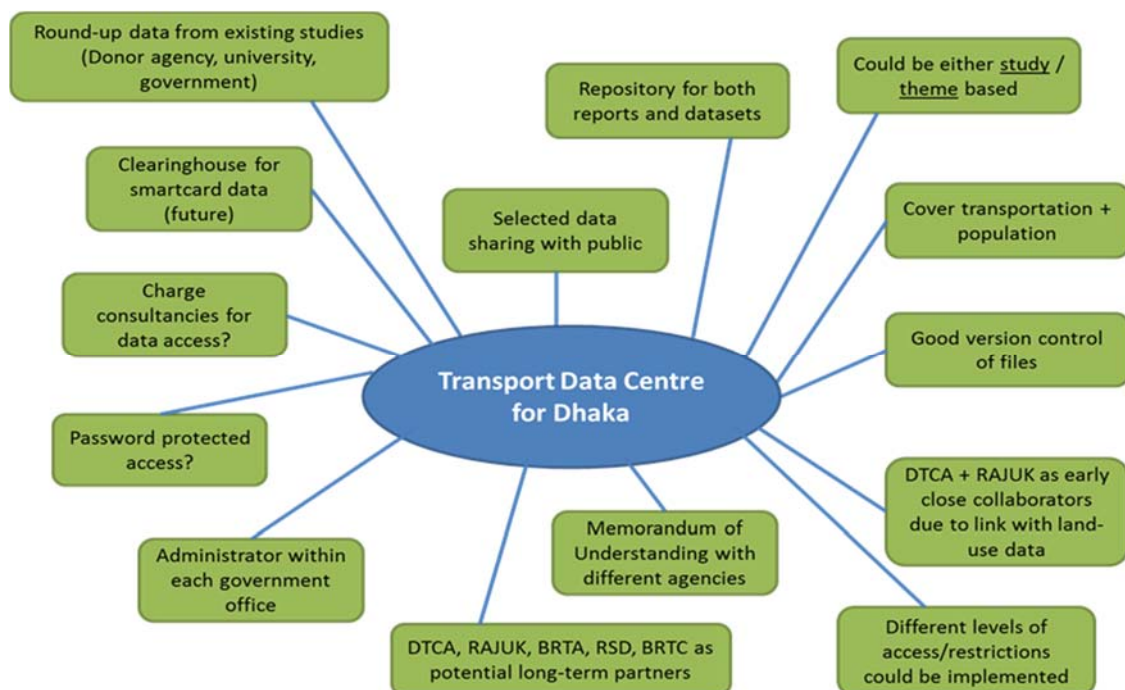 Round-up data from existing studies
(Donor agency, university,
government)
Repository for both
reports and datasets
Could be either study /
theme based
Clearinghouse for
smartcard data
(future)
Selected data
sharing with public
Cover transportation +
population
Charge
consultancies for
data access?
Good version control
of files
Transport Data Centre
for Dhaka
Password protected
access?
DTCA + RAJUK as early
close collaborators
due to link with land-
use data
Administrator within
each government
office
Memorandum of
Understanding with
different agencies
DTCA, RAJUK, BRTA, RSD, BRTC as
potential long-term partners
Different levels of
access/restrictions
could be implemented